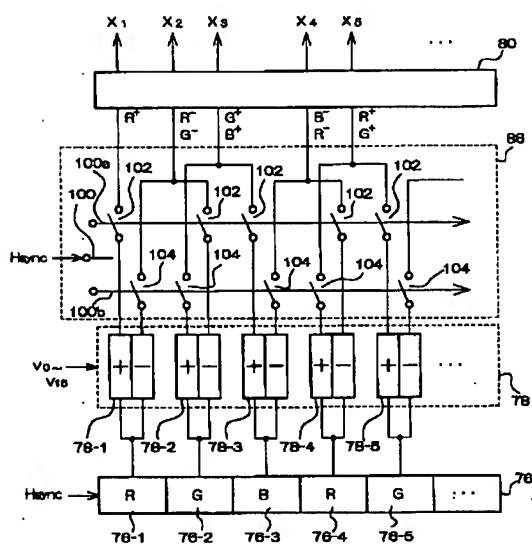 X1 X2 X3 X4 X5 ...
80
R+ R- G+ B- R+
G- B+ R- G+
88
100a 102 102 102 102 102
100
Hsync
104 104 104 104 104
100b
+ - + - + - + - + - ...
78
78-1 78-2 78-3 78-4 78-5
Hsync R G B R G ... 76
76-1 76-2 76-3 76-4 76-5